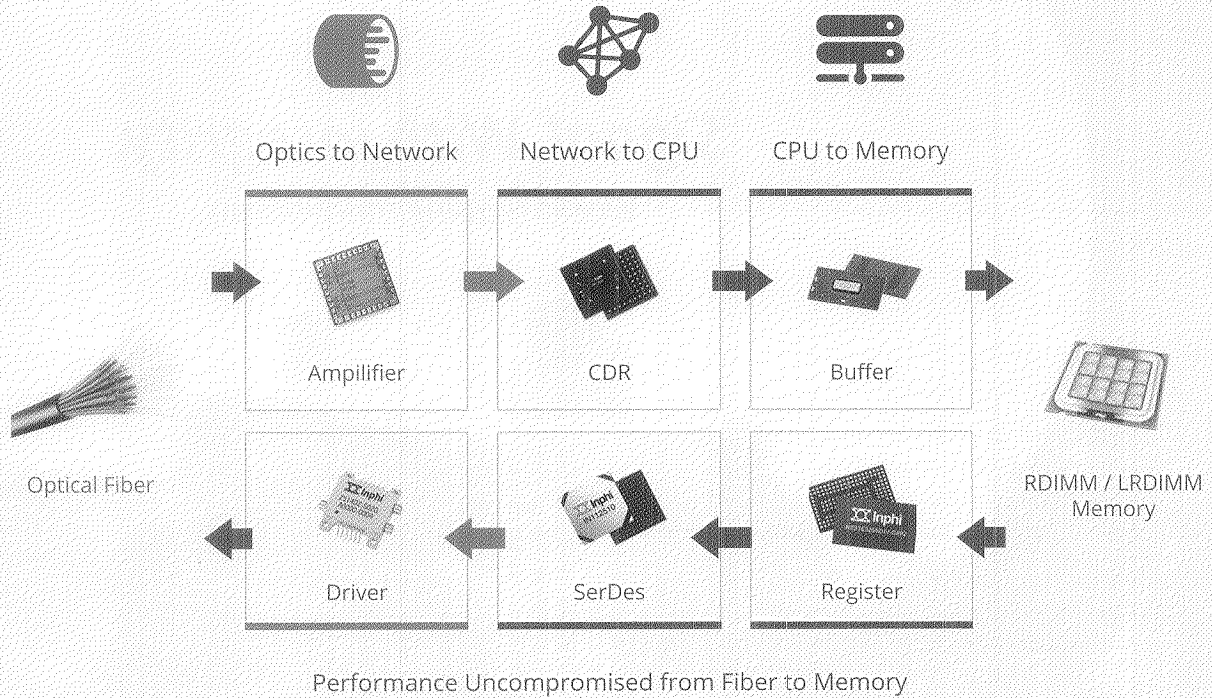 Optics to Network
Network to CPU
CPU to Memory
Ampilifier
CDR
Buffer
Optical Fiber
RDIMM / LRDIMM
Memory
Inphi
Inphi
Inphi
Driver
SerDes
Register
Performance Uncompromised from Fiber to Memory